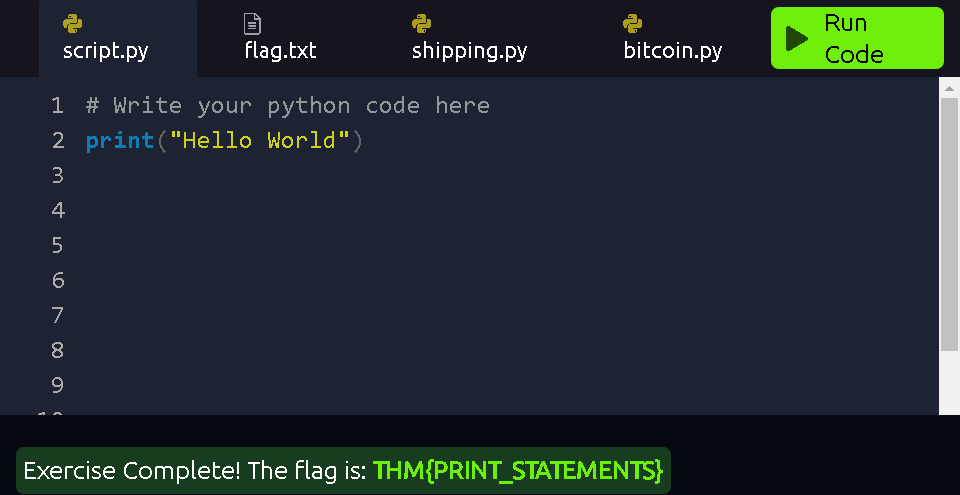 script.py
flag.txt
shipping.py
bitcoin.py
Run
Code
1 # Write your python code here
2 print("Hello World")
3
4
5
6
7
8
9
10
Exercise Complete! The flag is: THM{PRINT_STATEMENTS}